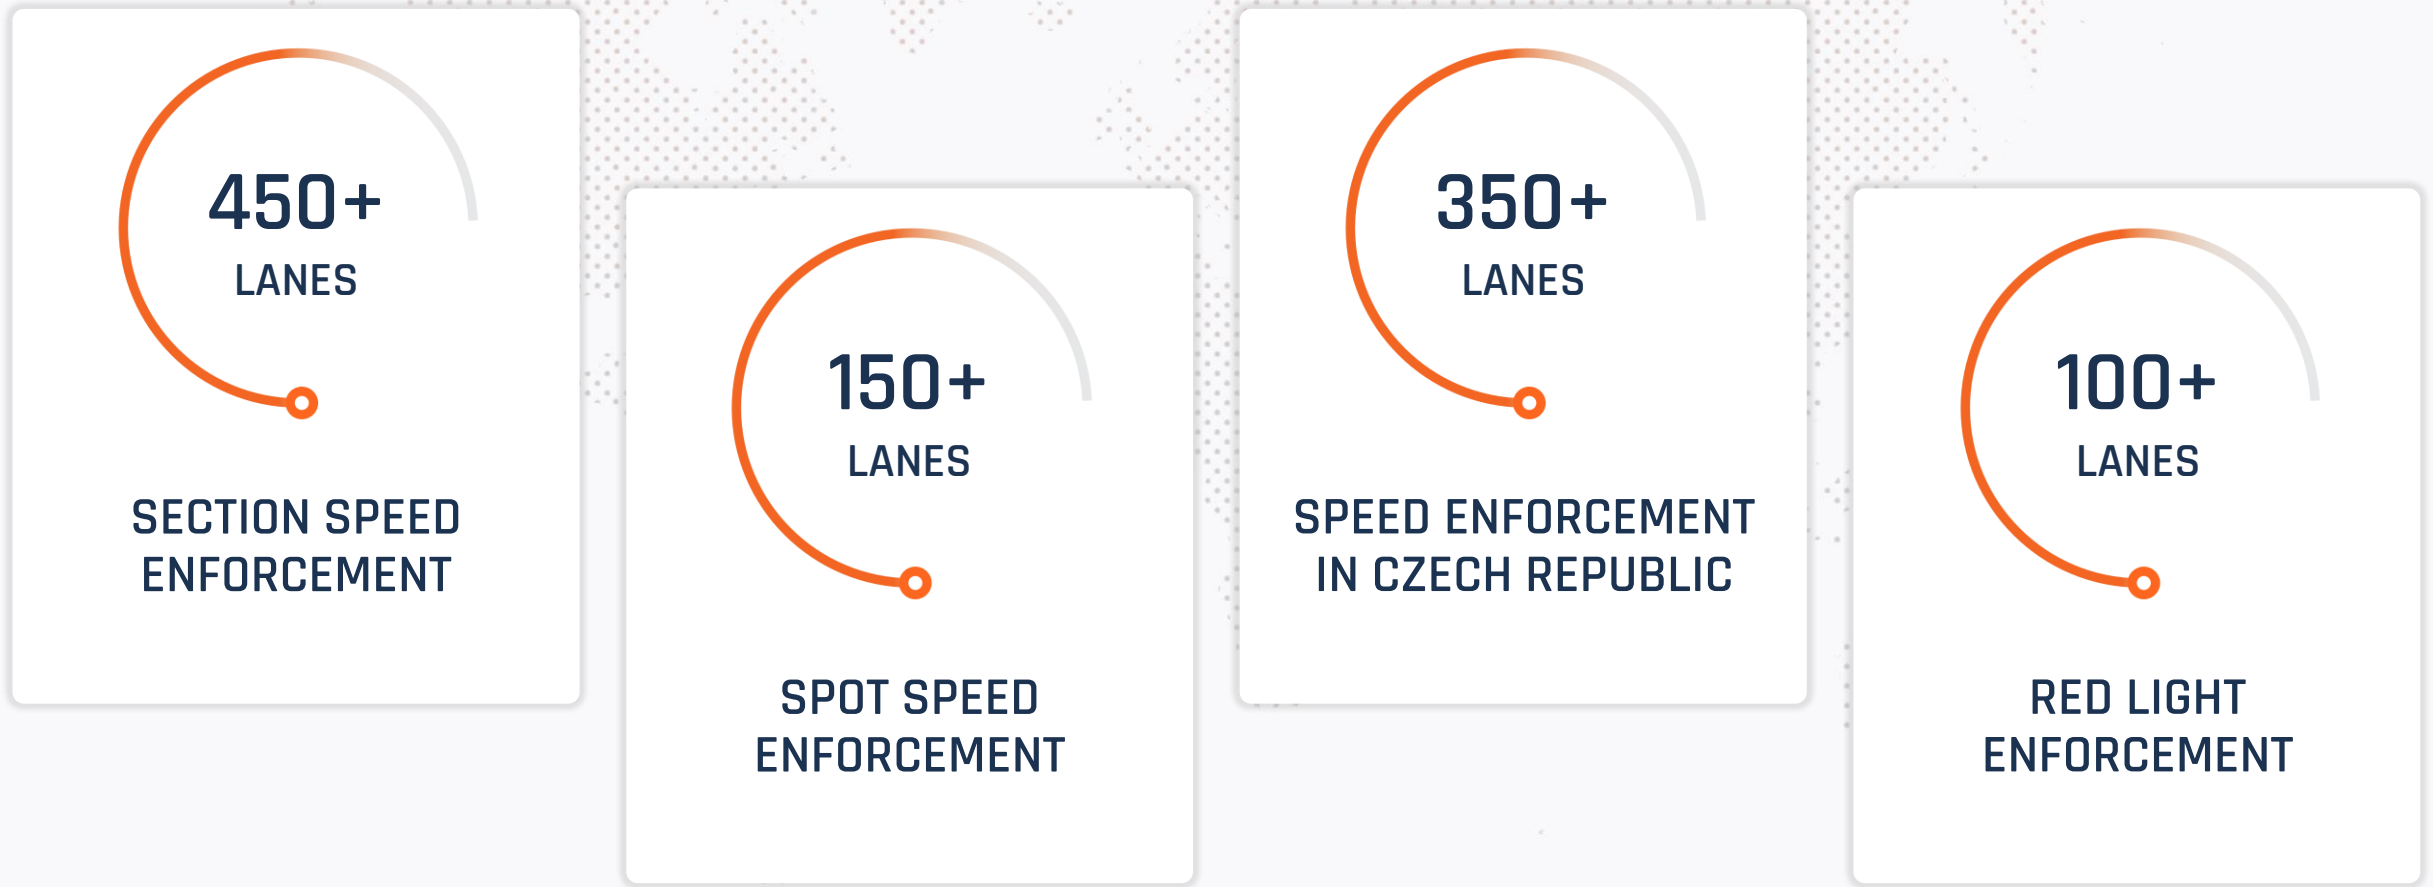 450+
LANES
SECTION SPEED
ENFORCEMENT
150+
LANES
SPOT SPEED
ENFORCEMENT
350+
LANES
SPEED ENFORCEMENT
IN CZECH REPUBLIC
100+
LANES
RED LIGHT
ENFORCEMENT